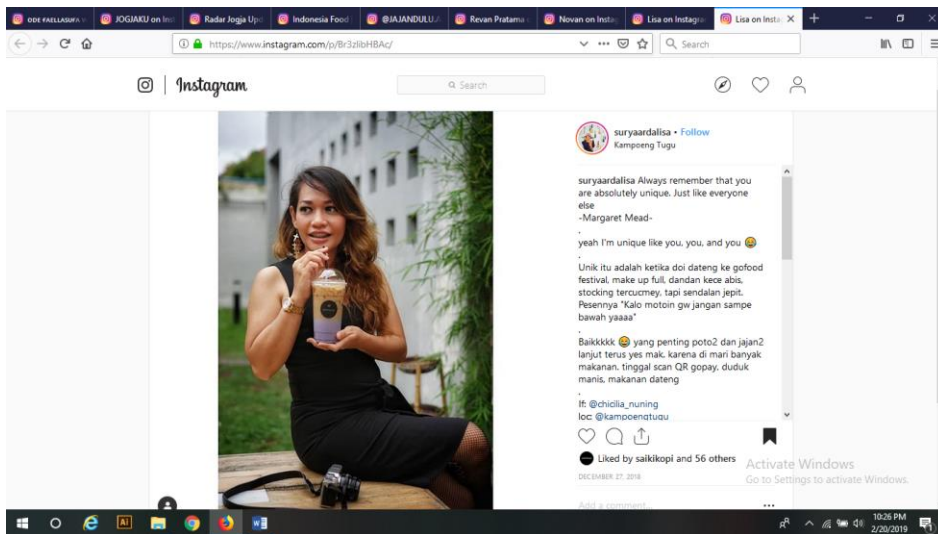 JOGJAKU on Ins
Radar Jogja Upo
Indonesia Food
@JAJANDULU
Revan Pratama
Novan on Insta
Lisa on Instagra
Lisa on Insta
https://www.instagram.com/p/Br3zlibHBAc/
Search
Instagram
Search
suryaardalisa • Follow
Kampoeng Tugu
suryaardalisa Always remember that you
are absolutely unique. Just like everyone
else
-Margaret Mead-
.
yeah I'm unique like you, you, and you 😂
.
Unik itu adalah ketika doi dateng ke gofood
festival, make up full, dandan kece abis,
stocking tercucmey, tapi sendalan jepit.
Pesennya "Kalo motoin gw jangan sampe
bawah yaaaa"
.
Baikkkkk 😂 yang penting poto2 dan jajan2
lanjut terus yes mak, karena di mari banyak
makanan, tinggal scan QR gopay, duduk
manis, makanan dateng
.
If: @chicilia_nuning
loc: @kampoengtugu
Liked by saikikopi and 56 others
DECEMBER 27, 2018
Add a comment...
Activate Windows
Go to Settings to activate Windows.
10:26 PM
2/20/2019